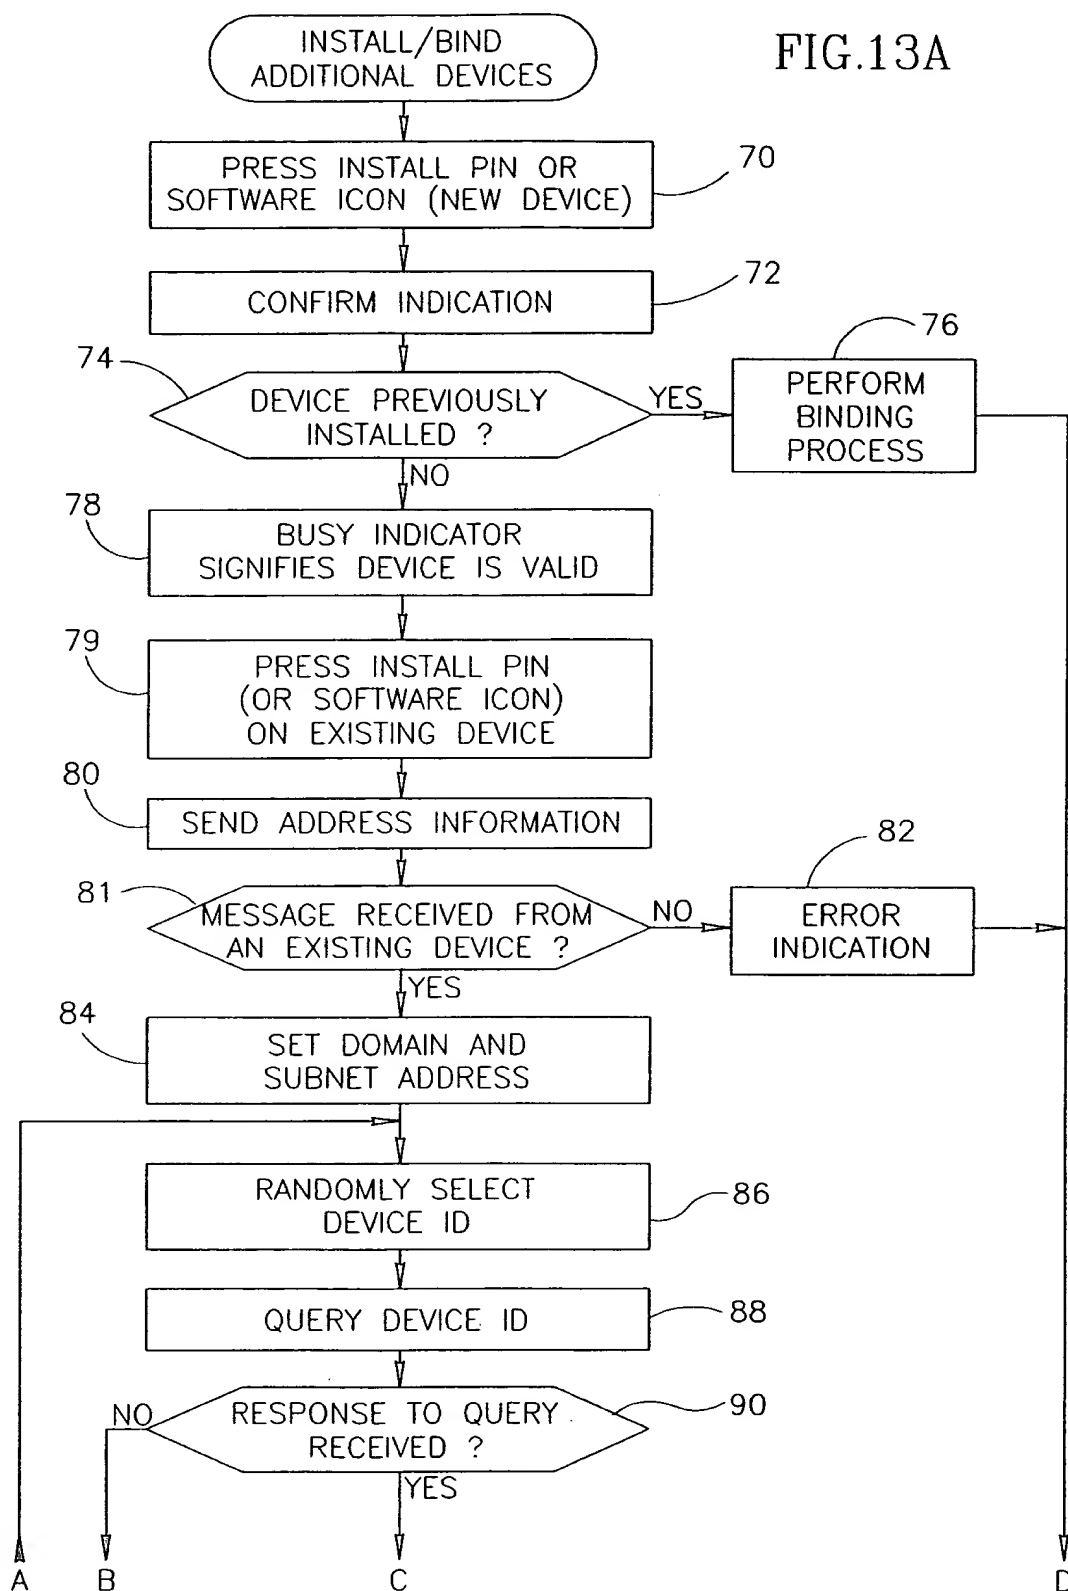 INSTALL/BIND
ADDITIONAL DEVICES
FIG.13A
PRESS INSTALL PIN OR
SOFTWARE ICON (NEW DEVICE)
70
CONFIRM INDICATION
72
74
DEVICE PREVIOUSLY
INSTALLED ?
YES
NO
76
PERFORM
BINDING
PROCESS
78
BUSY INDICATOR
SIGNIFIES DEVICE IS VALID
79
PRESS INSTALL PIN
(OR SOFTWARE ICON)
ON EXISTING DEVICE
80
SEND ADDRESS INFORMATION
81
MESSAGE RECEIVED FROM
AN EXISTING DEVICE ?
NO
YES
82
ERROR
INDICATION
84
SET DOMAIN AND
SUBNET ADDRESS
RANDOMLY SELECT
DEVICE ID
86
QUERY DEVICE ID
88
RESPONSE TO QUERY
RECEIVED ?
90
NO
YES
A
B
C
D